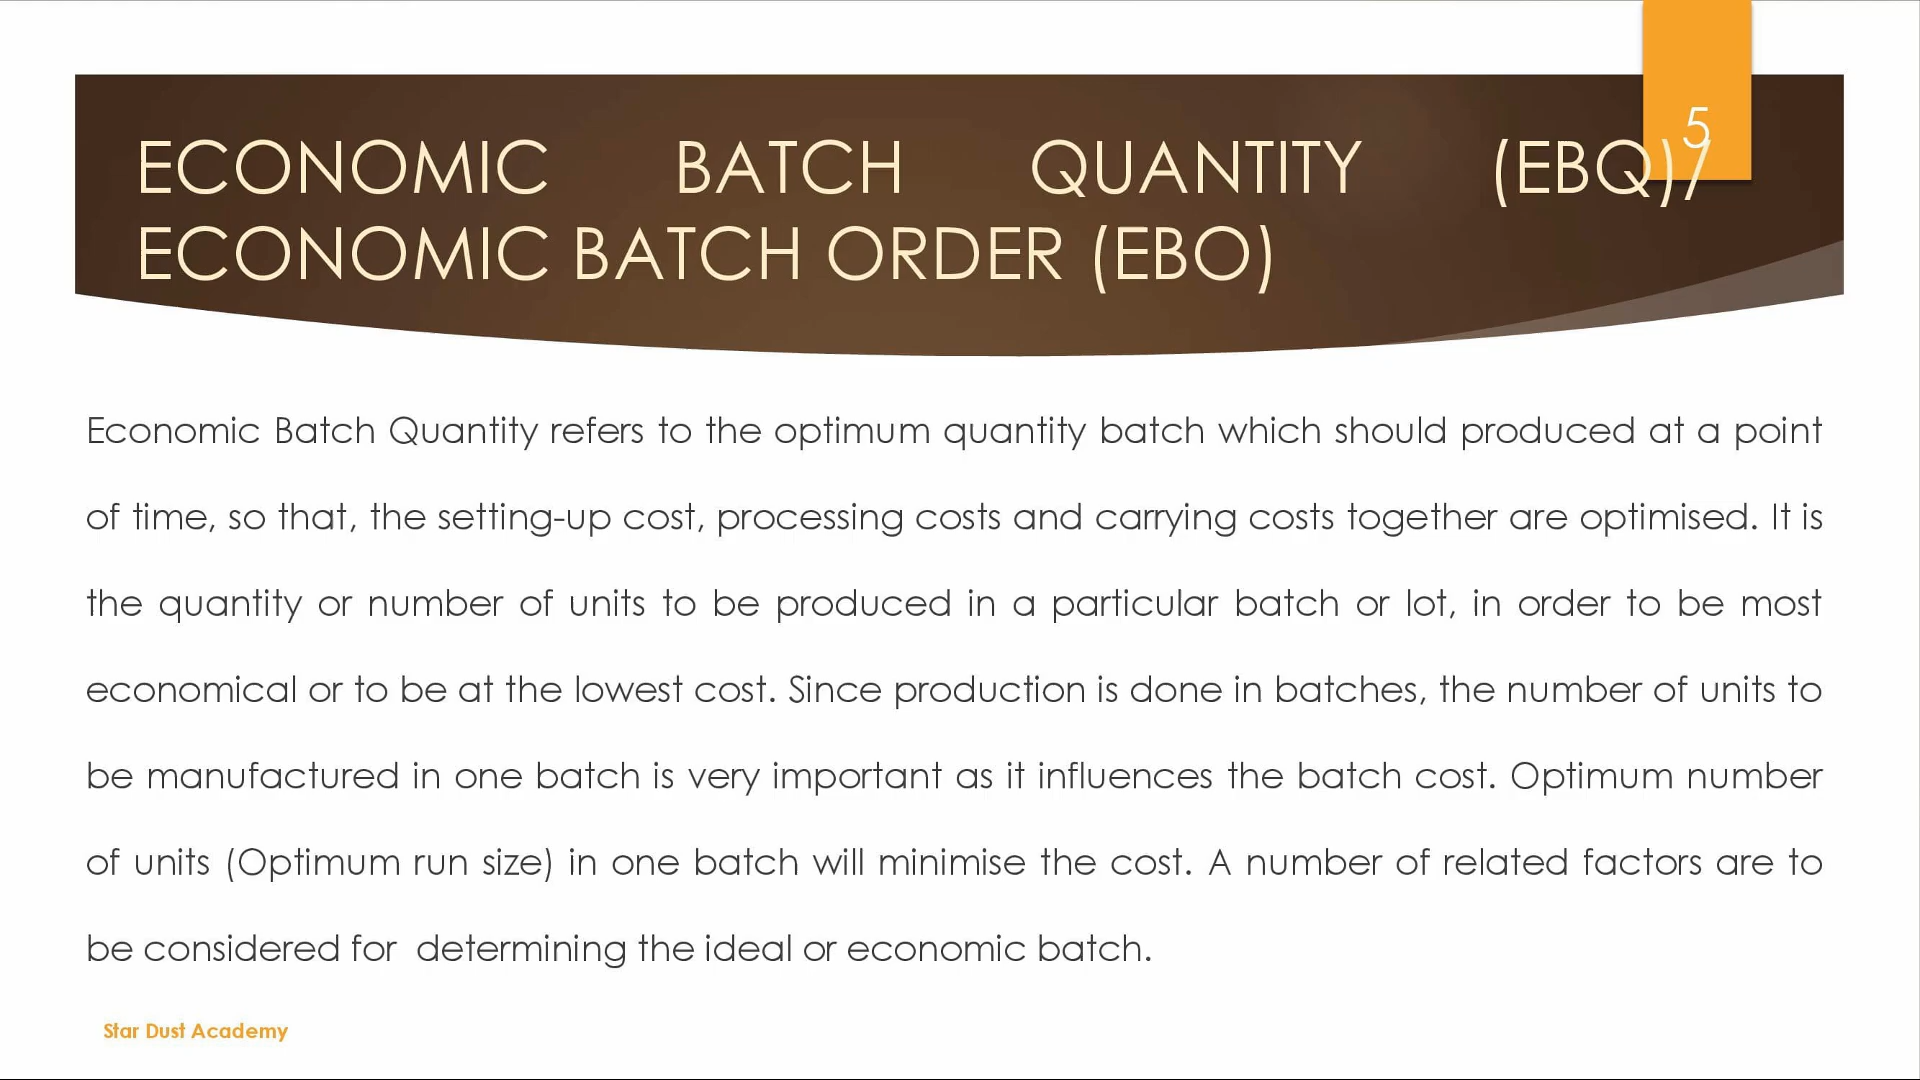 5
ECONOMIC BATCH QUANTITY (EBQ)/
ECONOMIC BATCH ORDER (EBO)
Economic Batch Quantity refers to the optimum quantity batch which should produced at a point
of time, so that, the setting-up cost, processing costs and carrying costs together are optimised. It is
the quantity or number of units to be produced in a particular batch or lot, in order to be most
economical or to be at the lowest cost. Since production is done in batches, the number of units to
be manufactured in one batch is very important as it influences the batch cost. Optimum number
of units (Optimum run size) in one batch will minimise the cost. A number of related factors are to
be considered for  determining the ideal or economic batch.
Star Dust Academy